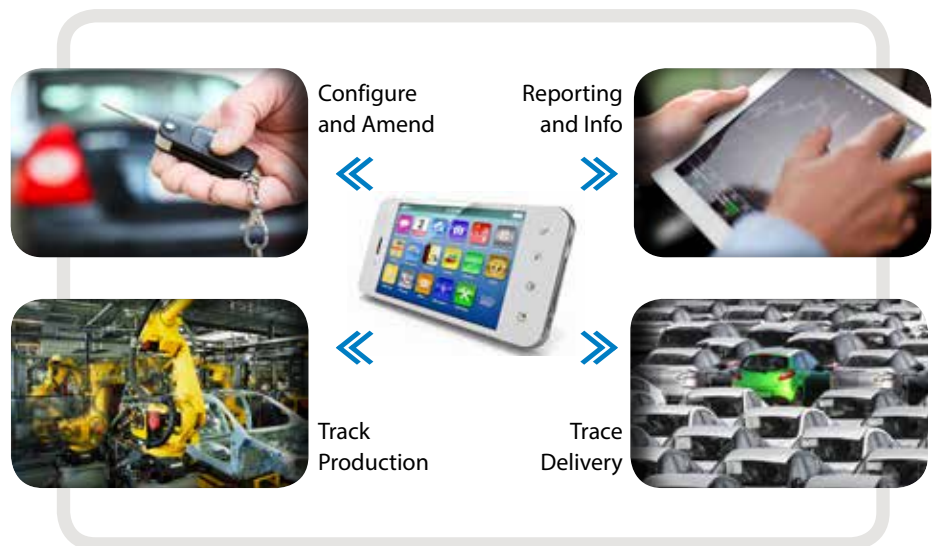 Configure
and Amend
Reporting
and Info
Track
Production
Trace
Delivery